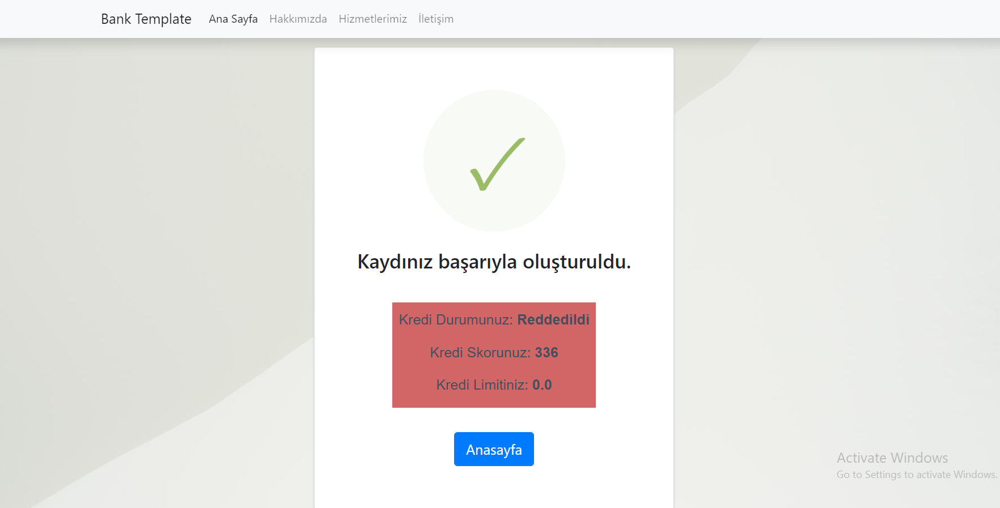 Bank Template Ana Sayfa Hakkımızda Hizmetlerimiz İletişim
Kaydınız başarıyla oluşturuldu.
Kredi Durumunuz: Reddedildi
Kredi Skorunuz: 336
Kredi Limitiniz: 0.0
Anasayfa
Activate Windows
Go to Settings to activate Windows.